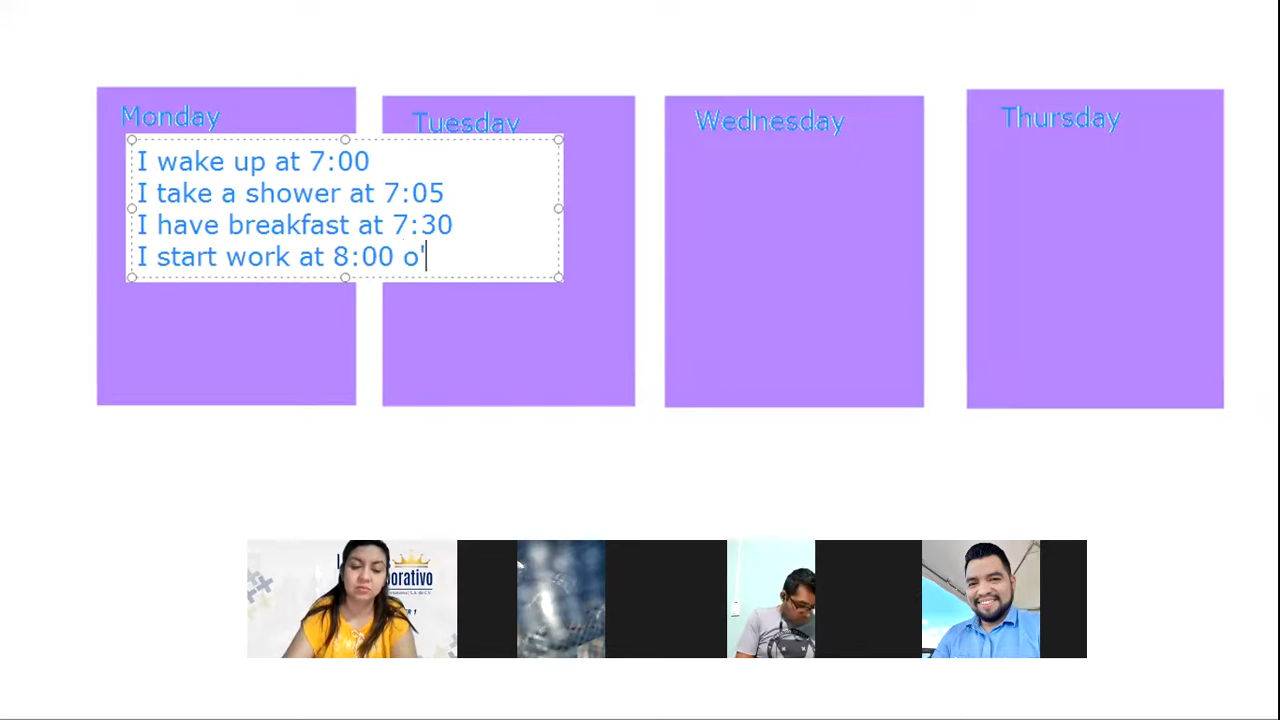 Monday
Tuesday
Wednesday
Thursday
I wake up at 7:00
I take a shower at 7:05
I have breakfast at 7:30
I start work at 8:00 o'